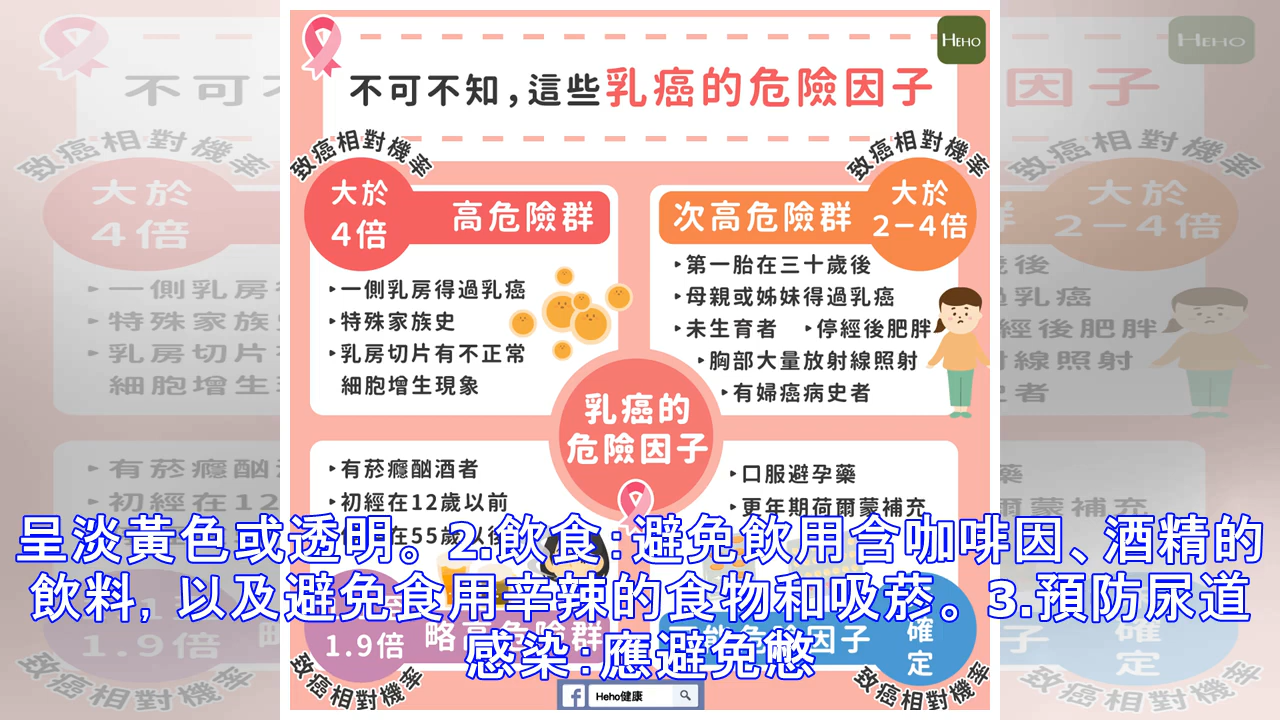 HEHO
不可不知，這些乳癌的危險因子
致癌相對機率
大於
4倍
高危險群
▸一側乳房得過乳癌
▸特殊家族史
▸乳房切片有不正常
細胞增生現象
致癌相對機率
大於
2－4倍
次高危險群
▸第一胎在三十歲後
▸母親或姊妹得過乳癌
▸未生育者 ▸停經後肥胖
▸胸部大量放射線照射
▸有婦癌病史者
乳癌的
危險因子
▸有菸癮酗酒者
▸初經在12歲以前
在55歲以後
1.9倍
略高危險群
致癌相對機率
▸口服避孕藥
▸更年期荷爾蒙補充
能危險因子
確
定
致癌相對機率
呈淡黃色或透明。2.飲食：避免飲用含咖啡因、酒精的
飲料，以及避免食用辛辣的食物和吸菸。3.預防尿道
感染：應避免憋
Heho健康